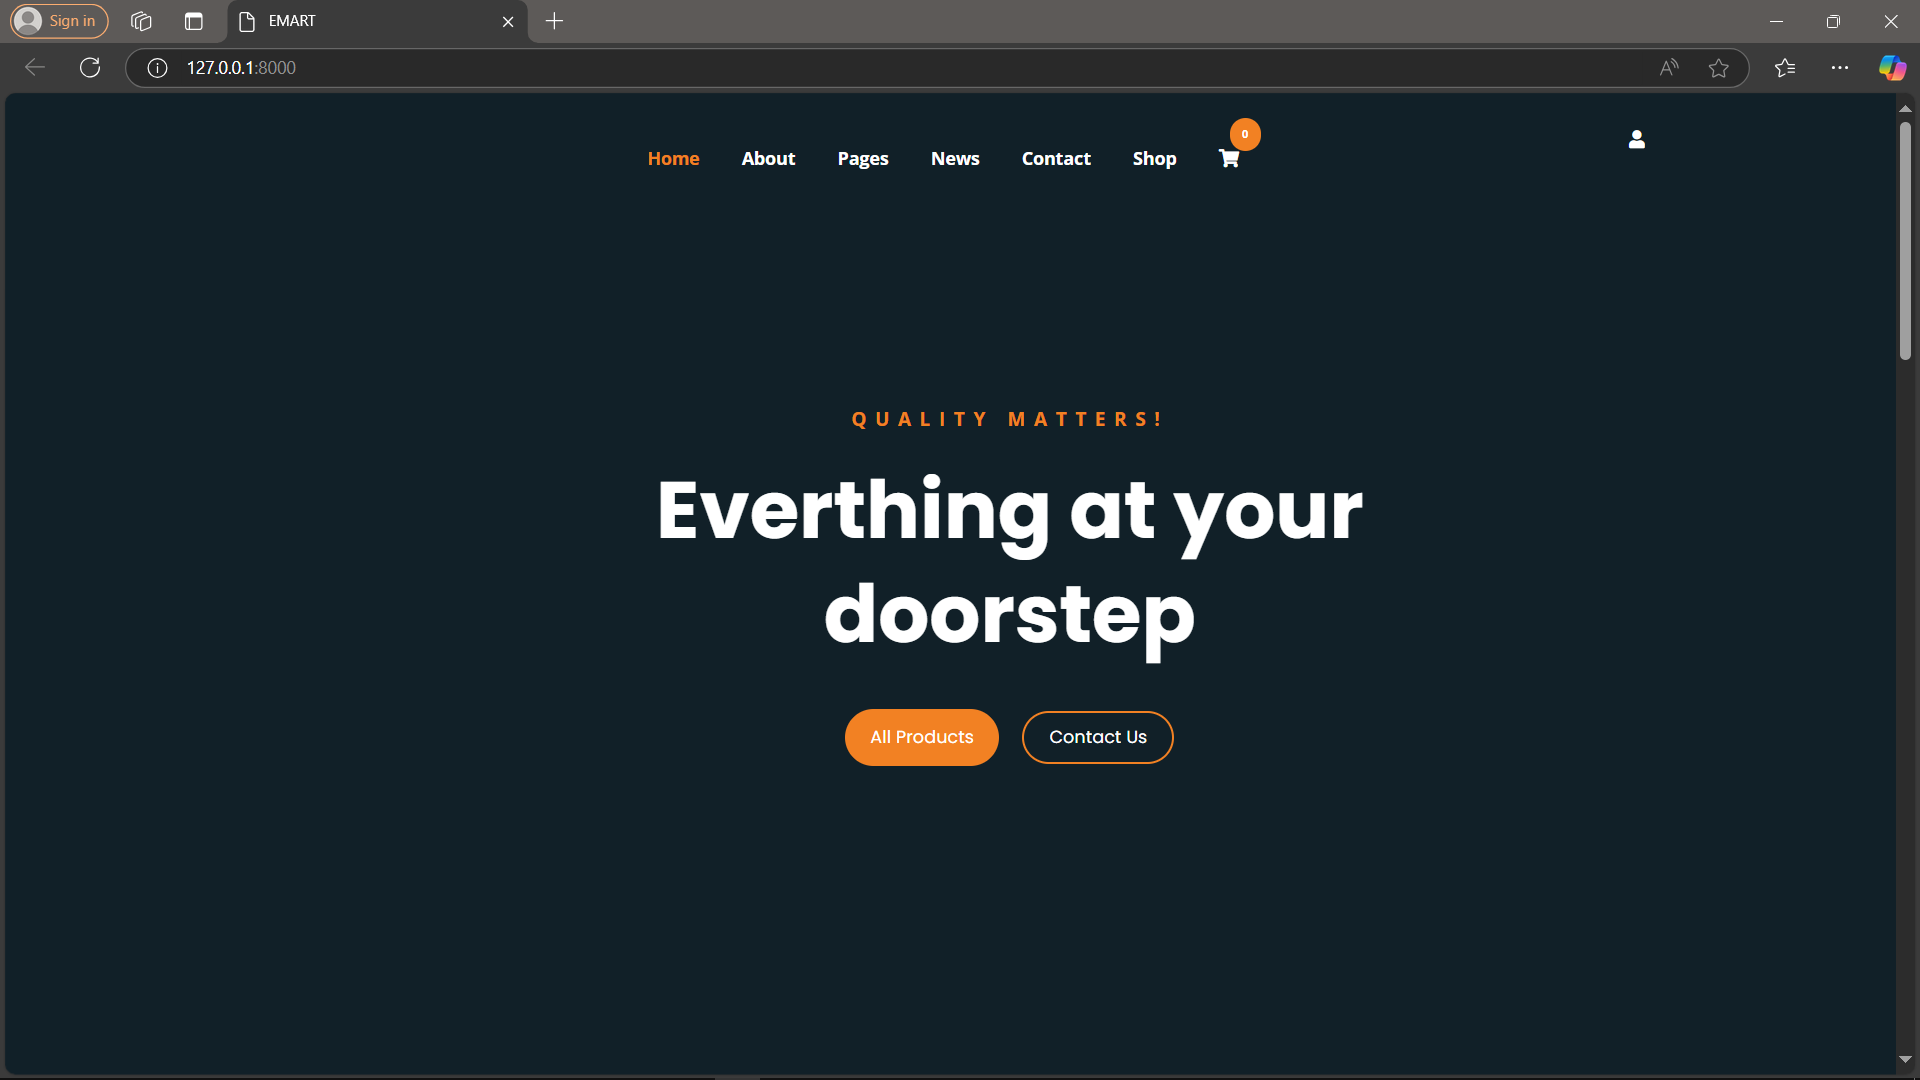 Sign in
EMART
127.0.0.1:8000
0
Home About Pages News Contact Shop
QUALITY MATTERS!
Everthing at your
doorstep
All Products Contact Us